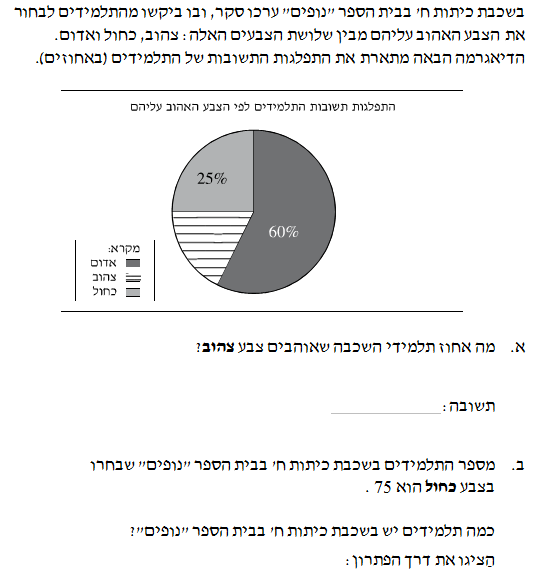 בשכבת כיתות ח׳ בבית הספר ״נופים״ ערכו סקר, ובו ביקשו מהתלמידים לבחור
את הצבע האהוב עליהם מבין שלושת הצבעים האלה: צהוב, כחול ואדום.
הדיאגרמה הבאה מתארת את התפלגות התשובות של התלמידים (באחוזים).
התפלגות תשובות התלמידים לפי הצבע האהוב עליהם
25%
60%
מקרא:
אדום
צהוב
כחול
א. מה אחוז תלמידי השכבה שאוהבים צבע צהוב?
תשובה: ____________
ב. מספר התלמידים בשכבת כיתות ח׳ בבית הספר ״נופים״ שבחרו
בצבע כחול הוא 75 .
כמה תלמידים יש בשכבת כיתות ח׳ בבית הספר ״נופים״?
הַציגו את דרך הפתרון: